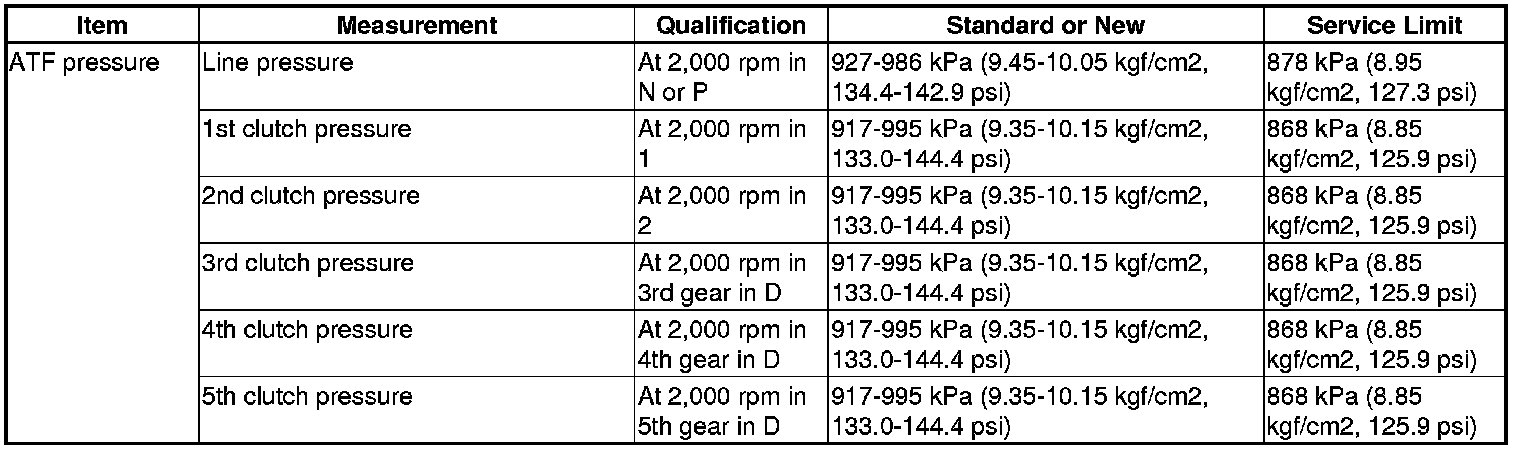 Item Measurement Qualification Standard or New Service Limit
ATF pressure Line pressure At 2,000 rpm in 927-986 kPa (9.45-10.05 kgf/cm2, 878 kPa (8.95
N or P 134.4-142.9 psi) kgf/cm2, 127.3 psi)
1st clutch pressure At 2,000 rpm in 917-995 kPa (9.35-10.15 kgf/cm2, 868 kPa (8.85
1 133.0-144.4 psi) kgf/cm2, 125.9 psi)
2nd clutch pressure At 2,000 rpm in 917-995 kPa (9.35-10.15 kgf/cm2, 868 kPa (8.85
2 133.0-144.4 psi) kgf/cm2, 125.9 psi)
3rd clutch pressure At 2,000 rpm in 917-995 kPa (9.35-10.15 kgf/cm2, 868 kPa (8.85
3rd gear in D 133.0-144.4 psi) kgf/cm2, 125.9 psi)
4th clutch pressure At 2,000 rpm in 917-995 kPa (9.35-10.15 kgf/cm2, 868 kPa (8.85
4th gear in D 133.0-144.4 psi) kgf/cm2, 125.9 psi)
5th clutch pressure At 2,000 rpm in 917-995 kPa (9.35-10.15 kgf/cm2, 868 kPa (8.85
5th gear in D 133.0-144.4 psi) kgf/cm2, 125.9 psi)